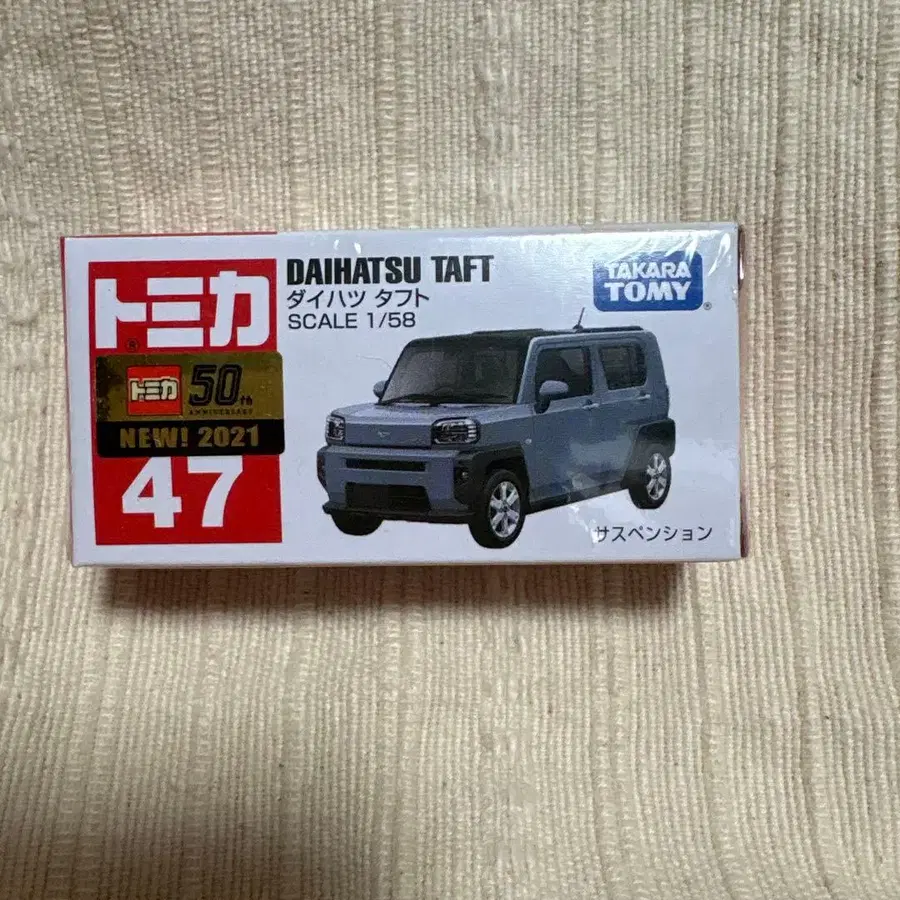 トミカ
トミカ 50th
ANNIVERSARY
NEW! 2021
47
DAIHATSU TAFT
ダイハツ タフト
SCALE 1/58
TAKARA
TOMY
サスペンション